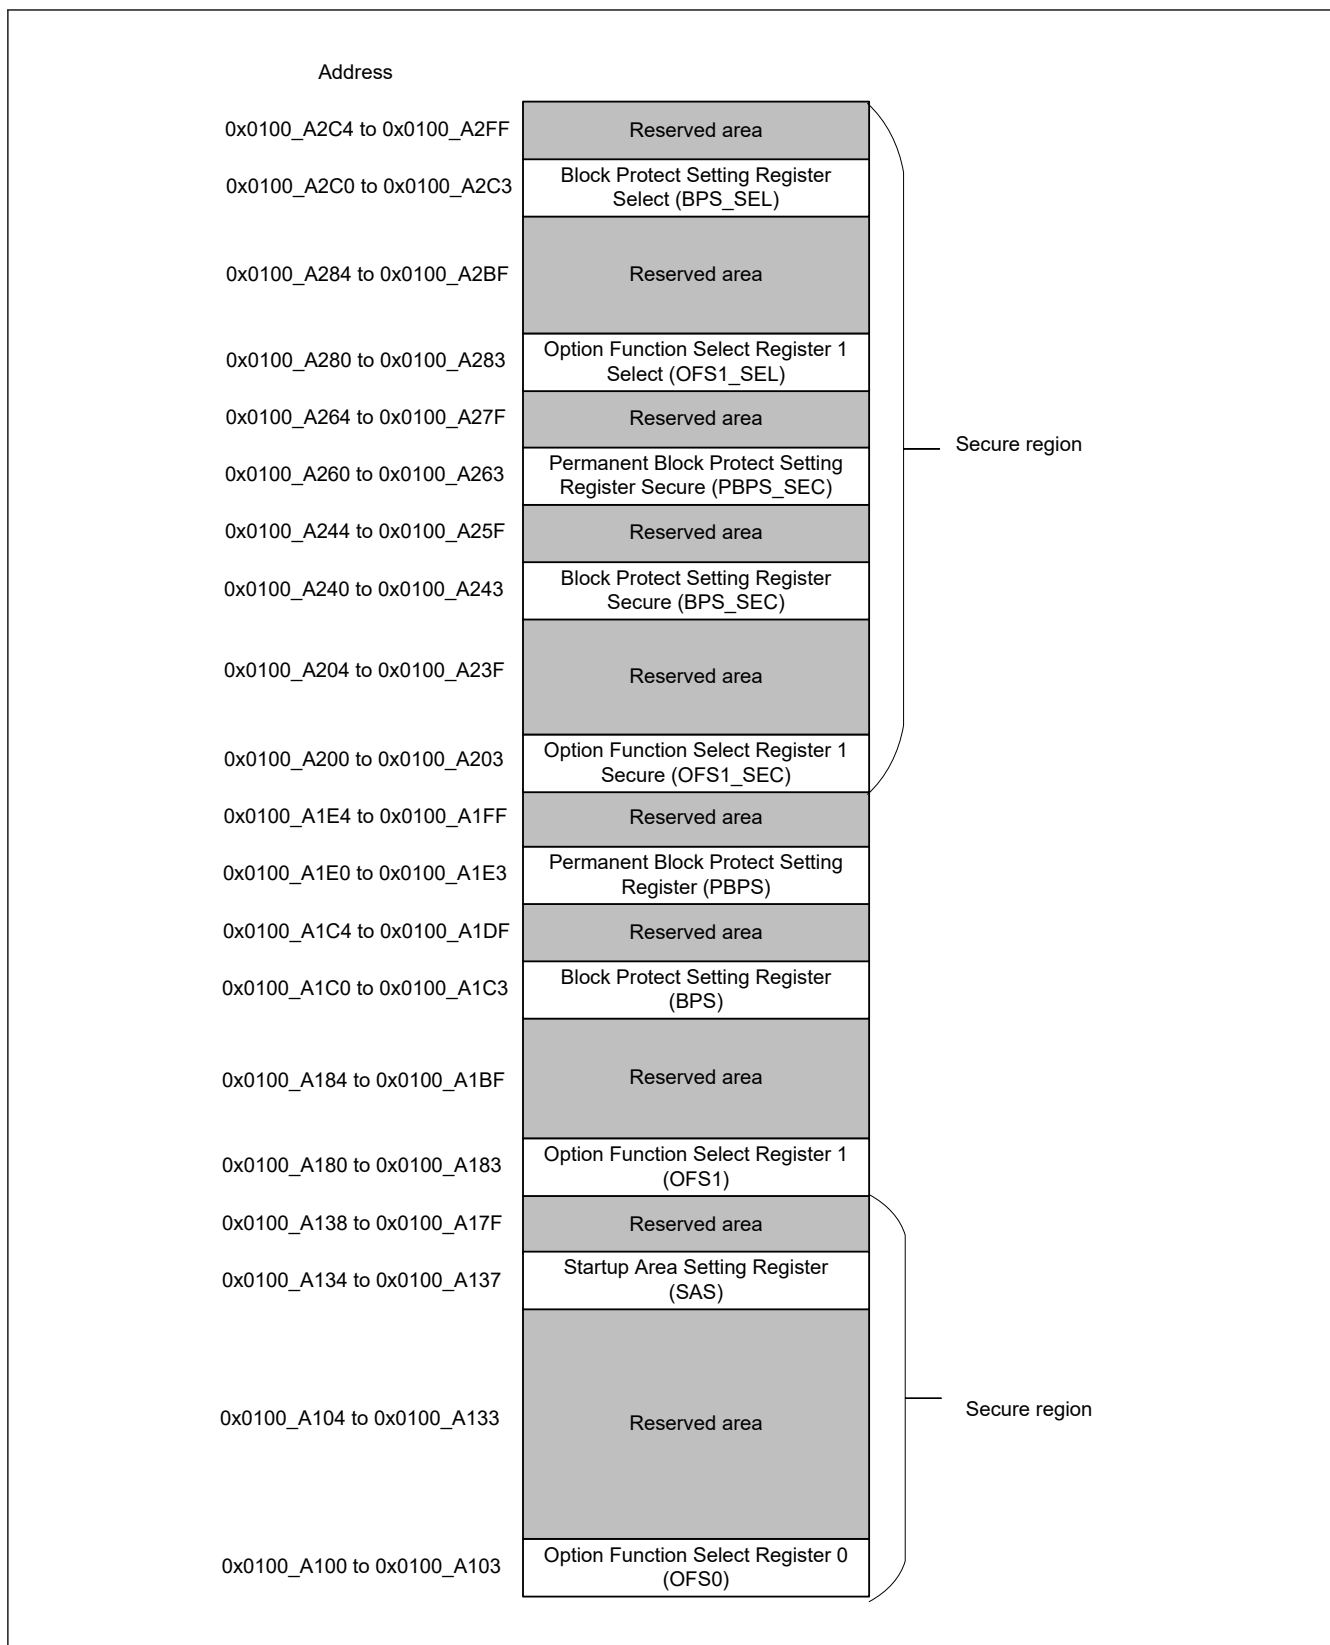 Address
0x0100_A2C4 to 0x0100_A2FF
Reserved area
0x0100_A2C0 to 0x0100_A2C3
Block Protect Setting Register
Select (BPS_SEL)
0x0100_A284 to 0x0100_A2BF
Reserved area
0x0100_A280 to 0x0100_A283
Option Function Select Register 1
Select (OFS1_SEL)
0x0100_A264 to 0x0100_A27F
Reserved area
Secure region
0x0100_A260 to 0x0100_A263
Permanent Block Protect Setting
Register Secure (PBPS_SEC)
0x0100_A244 to 0x0100_A25F
Reserved area
0x0100_A240 to 0x0100_A243
Block Protect Setting Register
Secure (BPS_SEC)
0x0100_A204 to 0x0100_A23F
Reserved area
0x0100_A200 to 0x0100_A203
Option Function Select Register 1
Secure (OFS1_SEC)
0x0100_A1E4 to 0x0100_A1FF
Reserved area
0x0100_A1E0 to 0x0100_A1E3
Permanent Block Protect Setting
Register (PBPS)
0x0100_A1C4 to 0x0100_A1DF
Reserved area
0x0100_A1C0 to 0x0100_A1C3
Block Protect Setting Register
(BPS)
0x0100_A184 to 0x0100_A1BF
Reserved area
0x0100_A180 to 0x0100_A183
Option Function Select Register 1
(OFS1)
0x0100_A138 to 0x0100_A17F
Reserved area
0x0100_A134 to 0x0100_A137
Startup Area Setting Register
(SAS)
0x0100_A104 to 0x0100_A133
Reserved area
Secure region
0x0100_A100 to 0x0100_A103
Option Function Select Register 0
(OFS0)